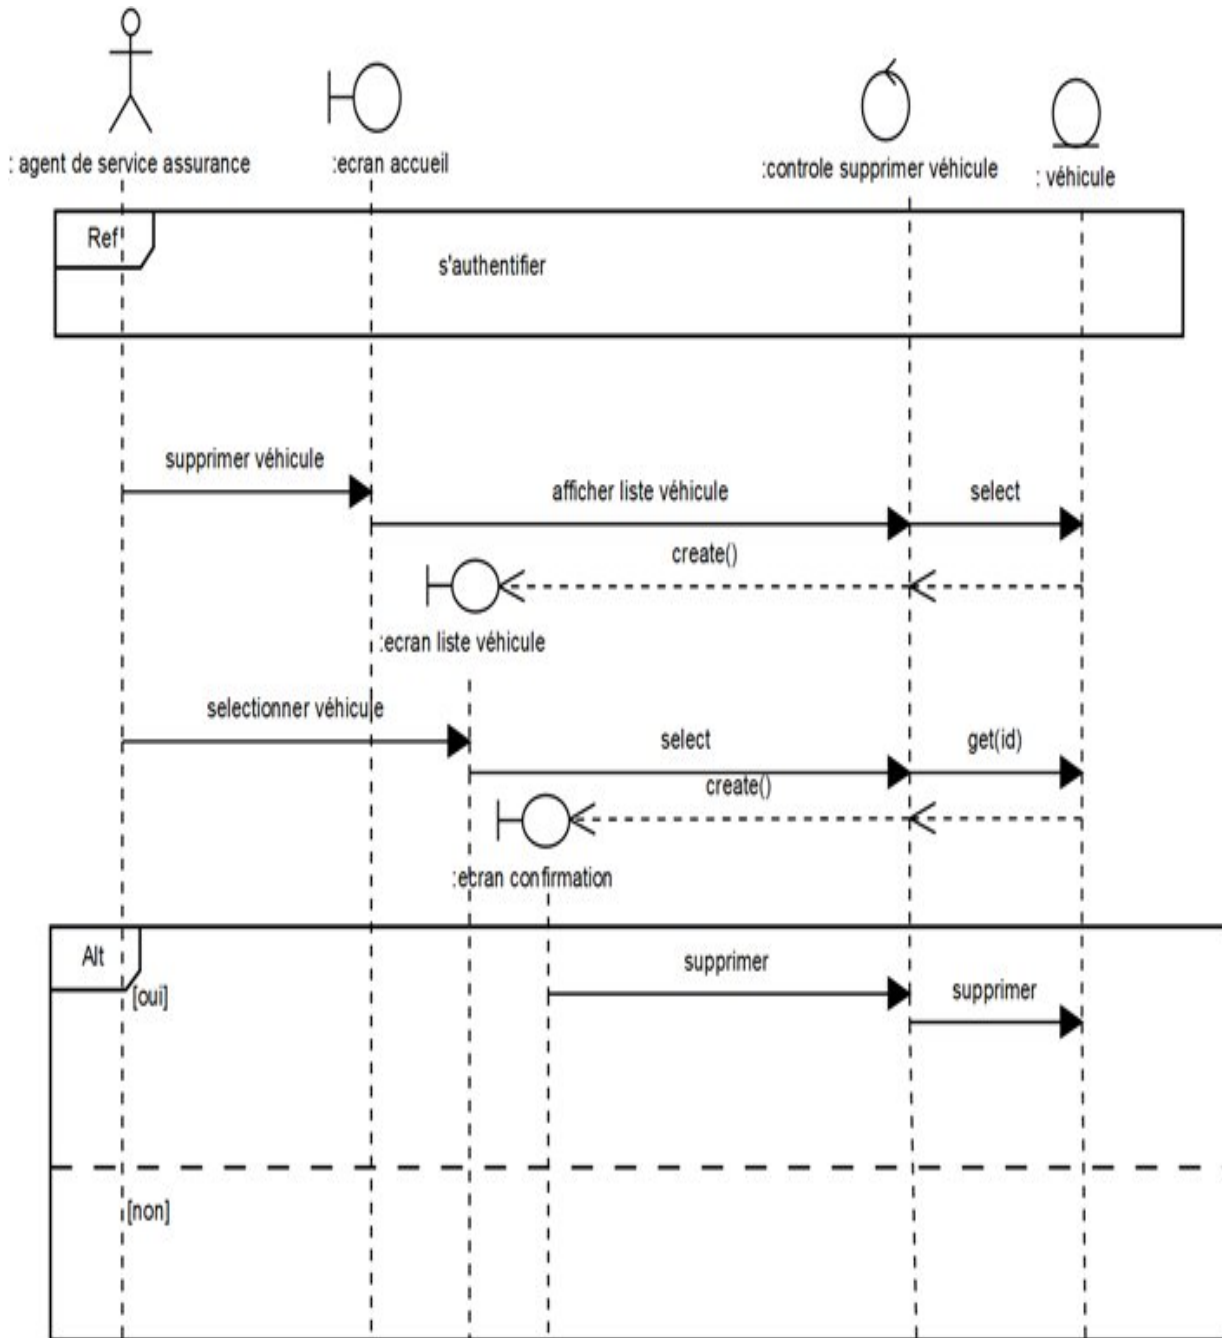 : agent de service assurance
:ecran accueil
:controle supprimer véhicule
: véhicule
Ref
s'authentifier
supprimer véhicule
afficher liste véhicule
select
create()
:ecran liste véhicule
selectionner véhicule
select
get(id)
create()
:ecran confirmation
Alt
[oui]
supprimer
supprimer
[non]